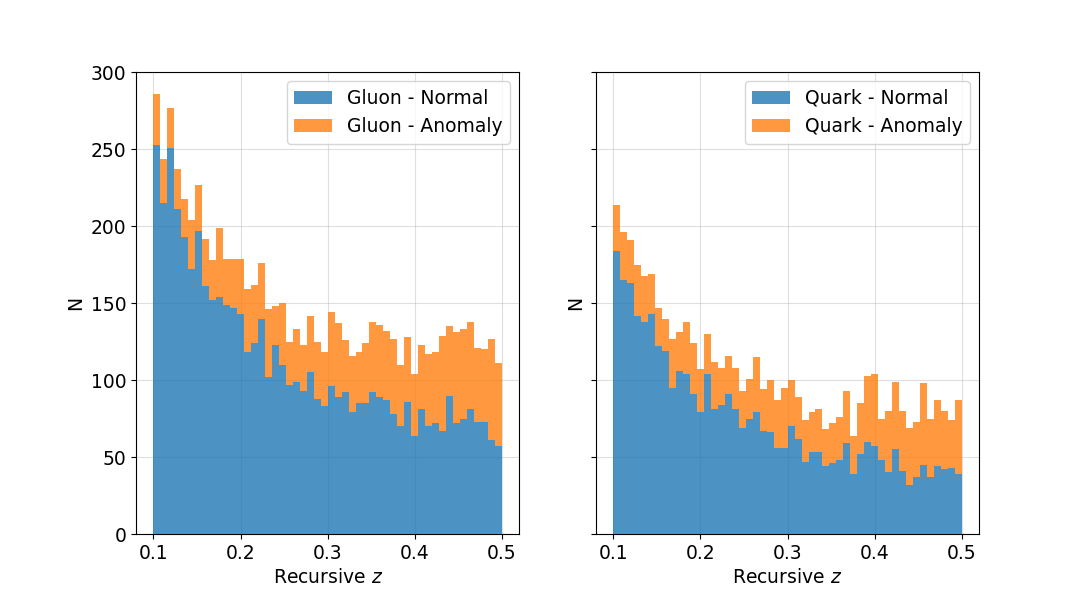 300
250
200
150
100
50
0
N
0.1 0.2 0.3 0.4 0.5
Recursive z
Gluon - Normal
Gluon - Anomaly
N
0.1 0.2 0.3 0.4 0.5
Recursive z
Quark - Normal
Quark - Anomaly